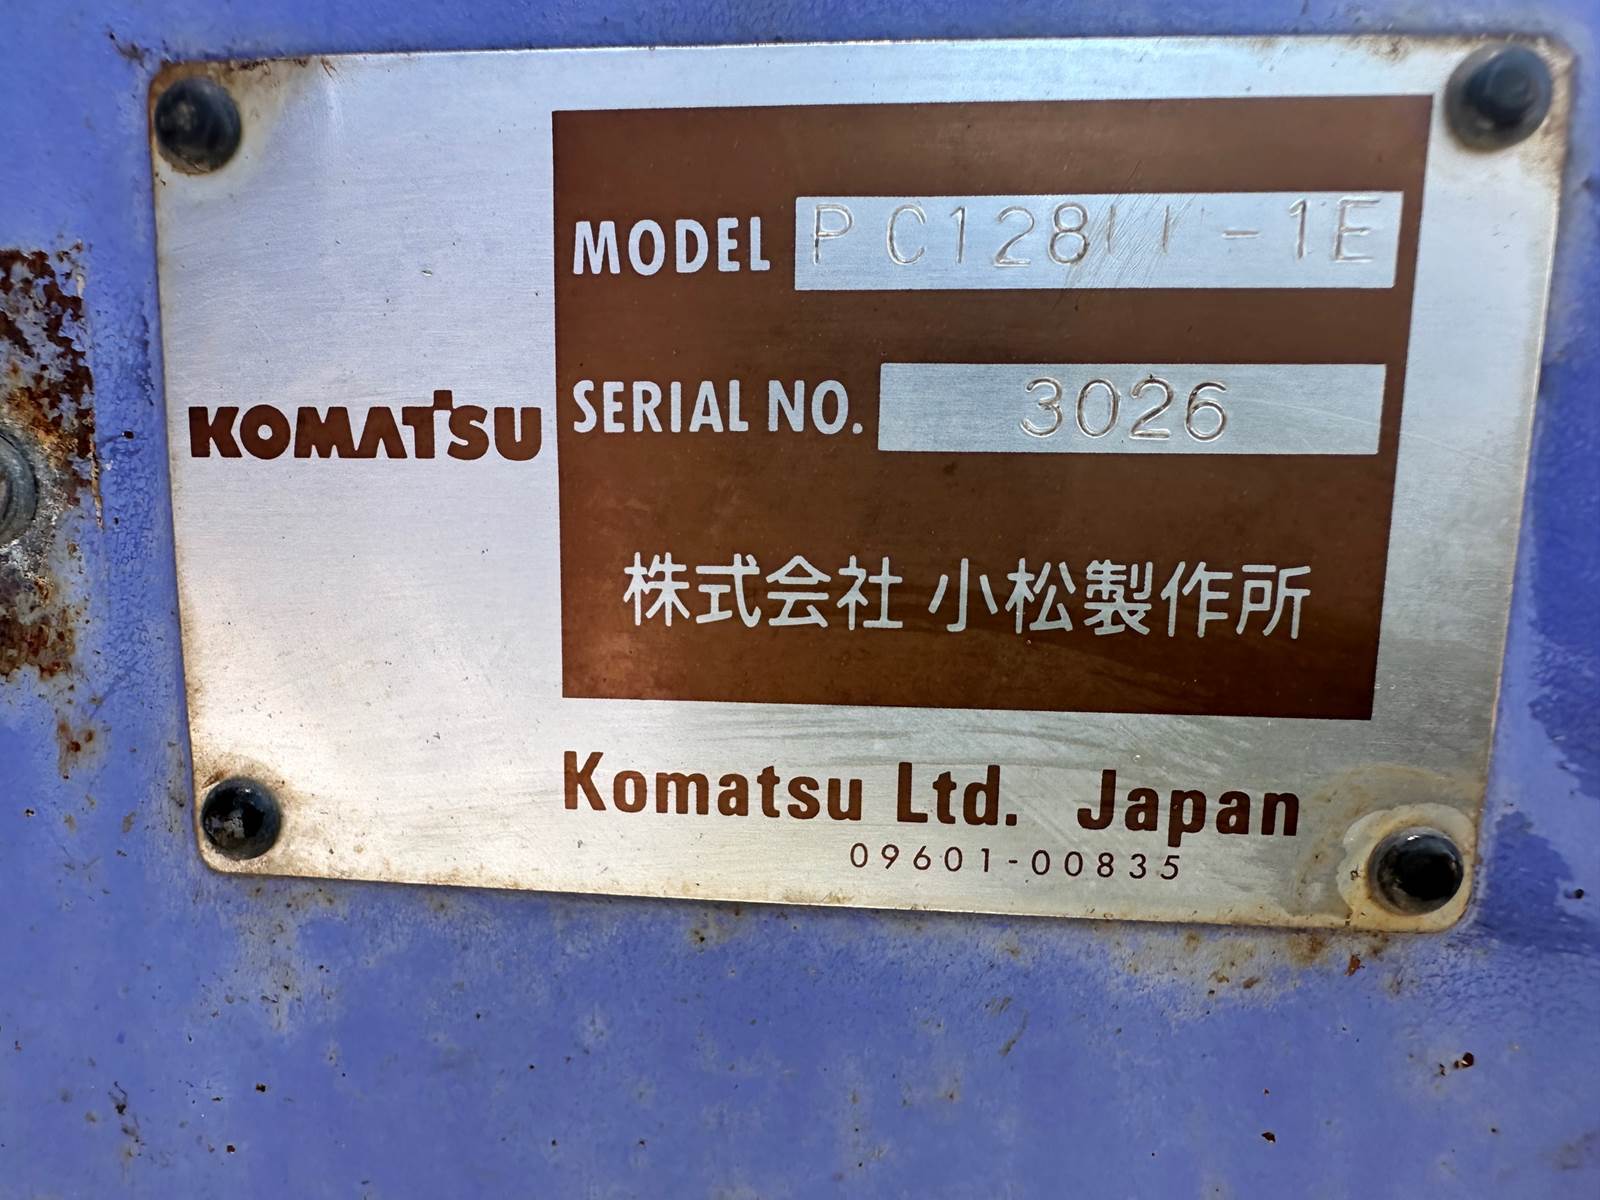 MODEL PC128UU-1E
KOMATSU
SERIAL NO. 3026
株式会社 小松製作所
Komatsu Ltd. Japan
09601-00835